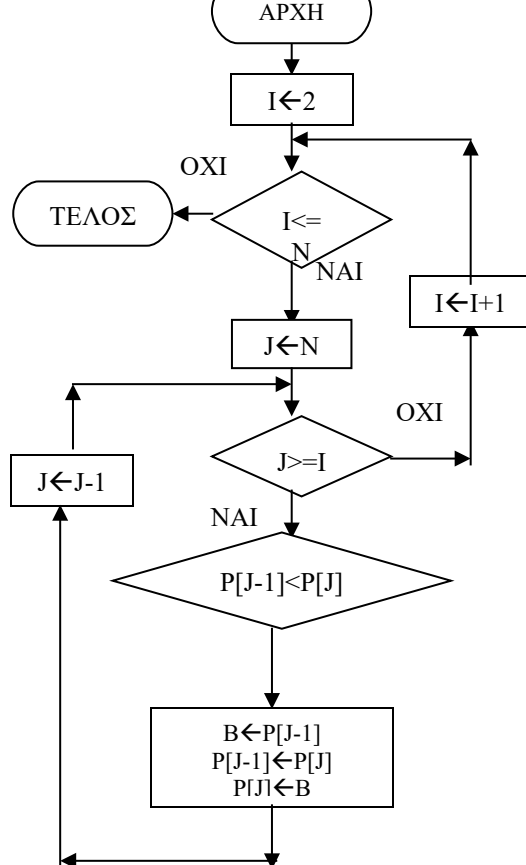 ΑΡΧΗ
I←2
ΟΧΙ
ΤΕΛΟΣ
I<=
N
ΝΑΙ
I←I+1
J←N
ΟΧΙ
J>=I
J←J-1
ΝΑΙ
P[J-1]<P[J]
B←P[J-1]
P[J-1]←P[J]
P[J]←B